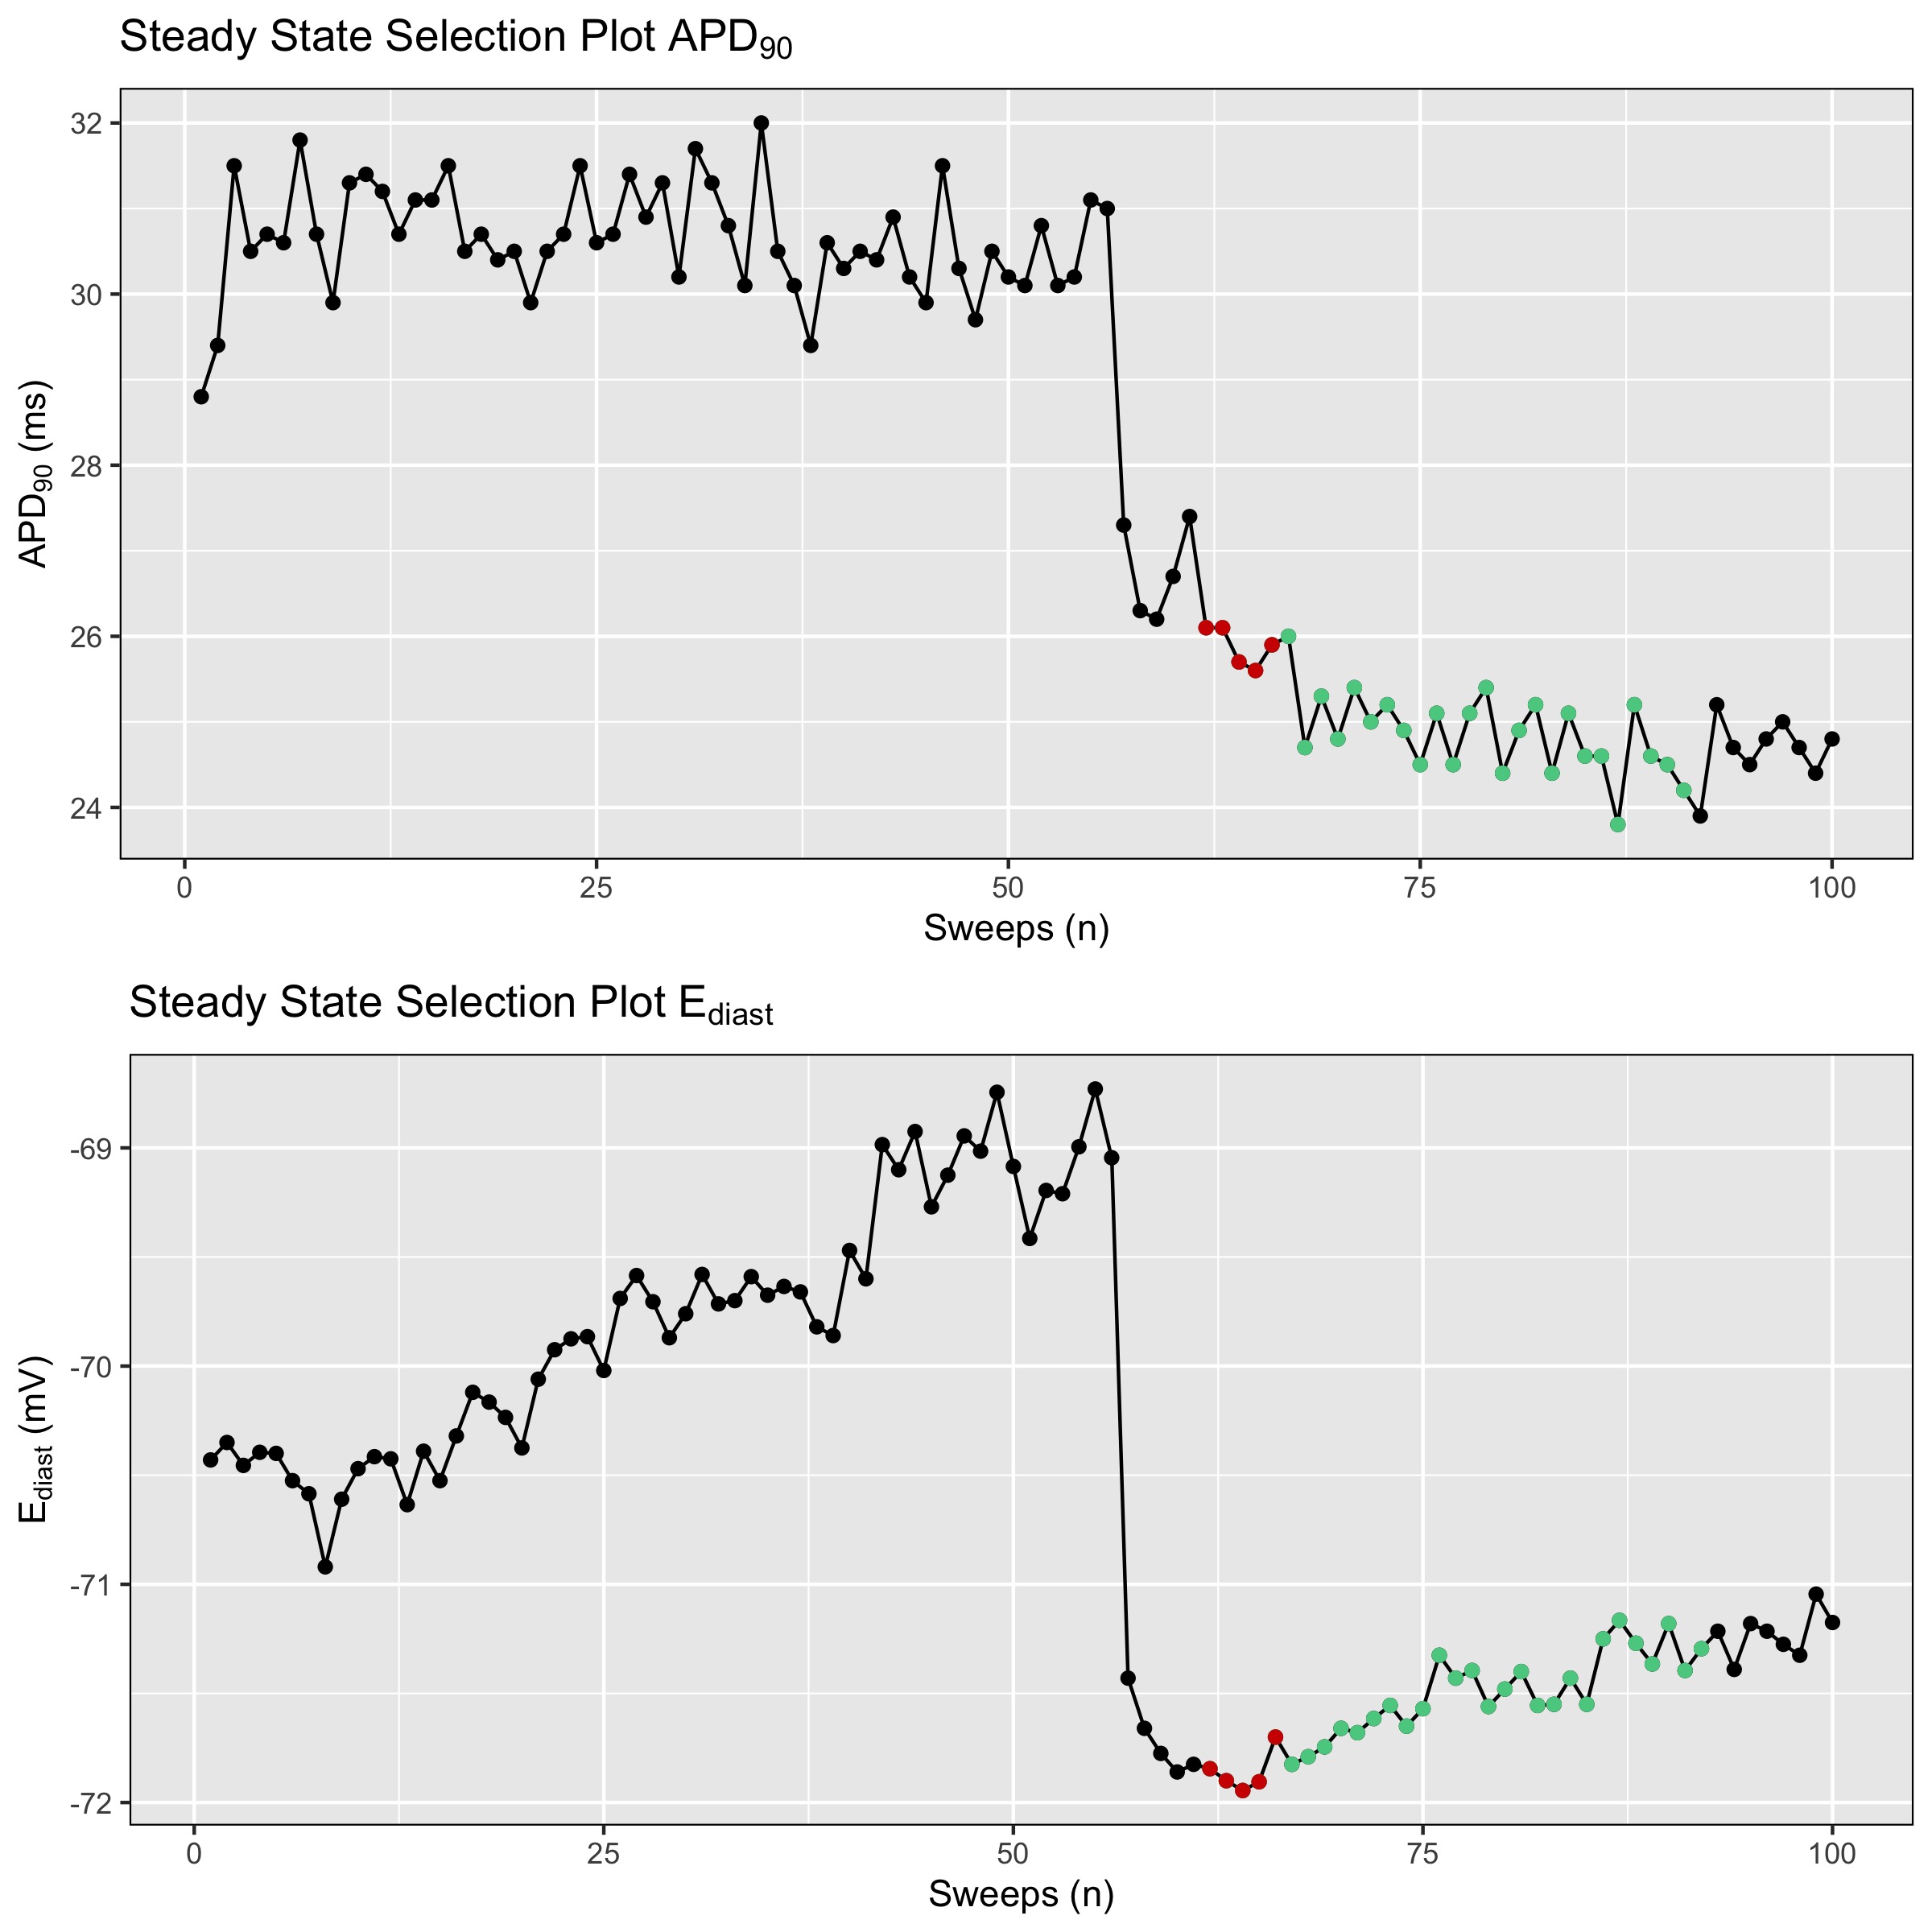 Steady State Selection Plot APD90
32
30
28
26
24
APD90 (ms)
0 25 50 75 100
Sweeps (n)
Steady State Selection Plot Ediast
-69
-70
-71
-72
Ediast (mV)
0 25 50 75 100
Sweeps (n)